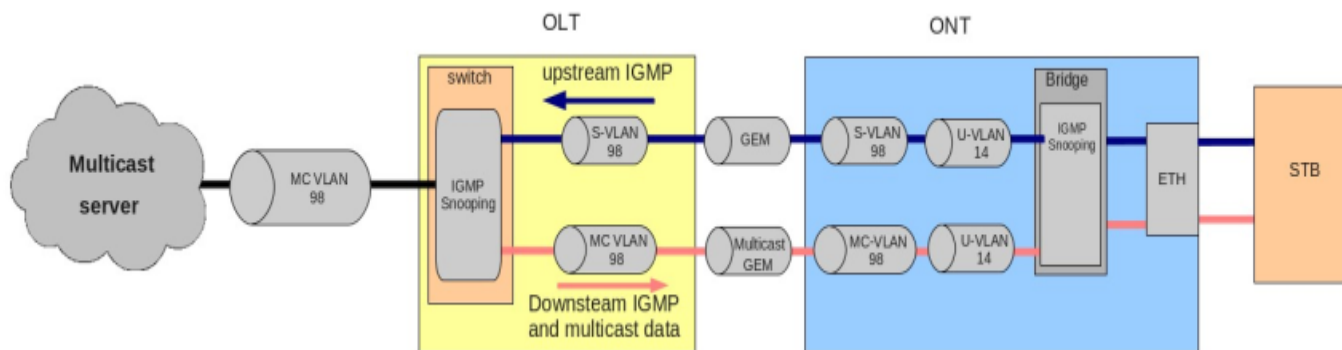 OLT
ONT
switch
upstream IGMP
Bridge
Multicast
server
MC VLAN
98
IGMP
Snooping
S-VLAN
98
GEM
S-VLAN
98
U-VLAN
14
IGMP
Snooping
ETH
STB
MC VLAN
98
Multicast
GEM
MC-VLAN
98
U-VLAN
14
Downsteam IGMP
and multicast data